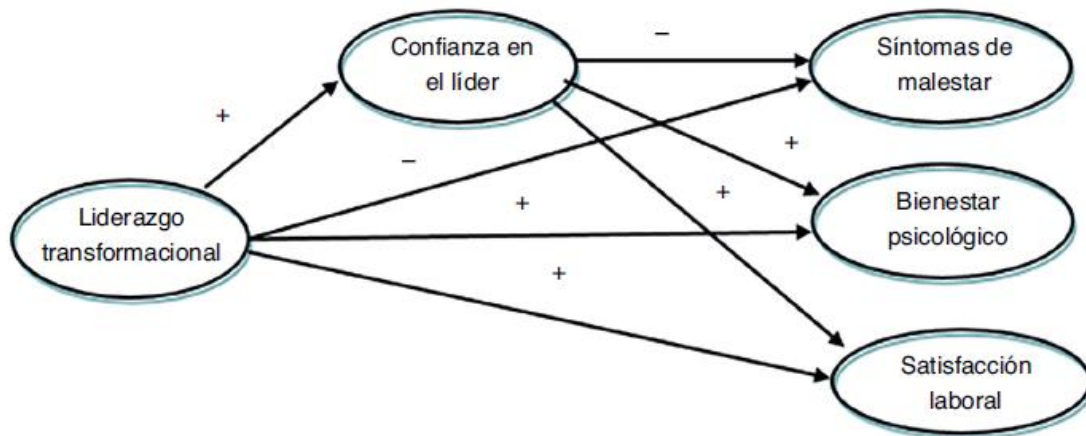 Confianza en
el líder
–
Síntomas de
malestar
+
–
+
Liderazgo
transformacional
+
+
Bienestar
psicológico
+
Satisfacción
laboral